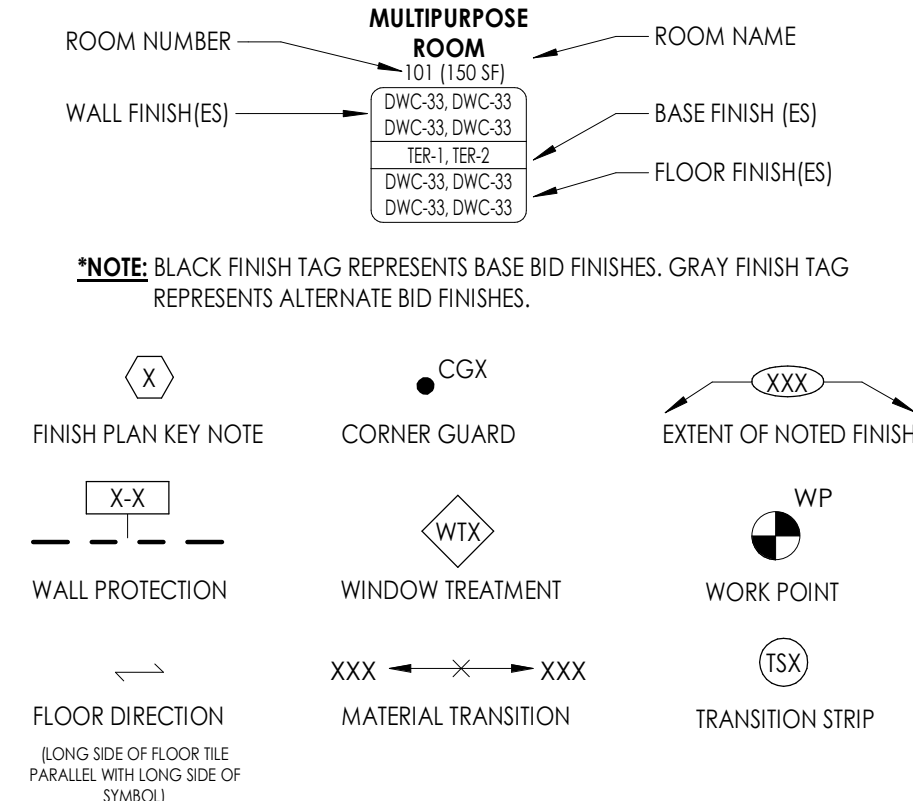 MULTIPURPOSE
ROOM
ROOM NUMBER
ROOM NAME
101 (150 SF)
WALL FINISH(ES)
DWC-33, DWC-33
DWC-33, DWC-33
BASE FINISH (ES)
TER-1, TER-2
FLOOR FINISH(ES)
DWC-33, DWC-33
DWC-33, DWC-33
*NOTE: BLACK FINISH TAG REPRESENTS BASE BID FINISHES. GRAY FINISH TAG
REPRESENTS ALTERNATE BID FINISHES.
X
FINISH PLAN KEY NOTE
CGX
CORNER GUARD
XXX
EXTENT OF NOTED FINISH
X-X
WALL PROTECTION
WTX
WINDOW TREATMENT
WP
WORK POINT
FLOOR DIRECTION
(LONG SIDE OF FLOOR TILE
PARALLEL WITH LONG SIDE OF
SYMBOL)
XXX XXX
MATERIAL TRANSITION
TSX
TRANSITION STRIP